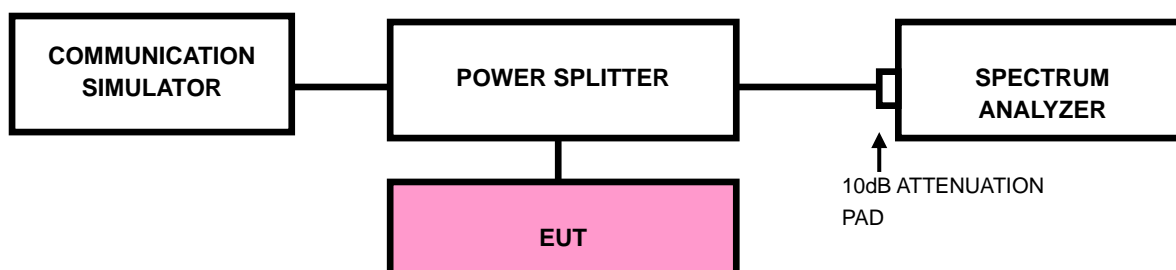 COMMUNICATION
SIMULATOR
POWER SPLITTER
SPECTRUM
ANALYZER
10dB ATTENUATION
PAD
EUT